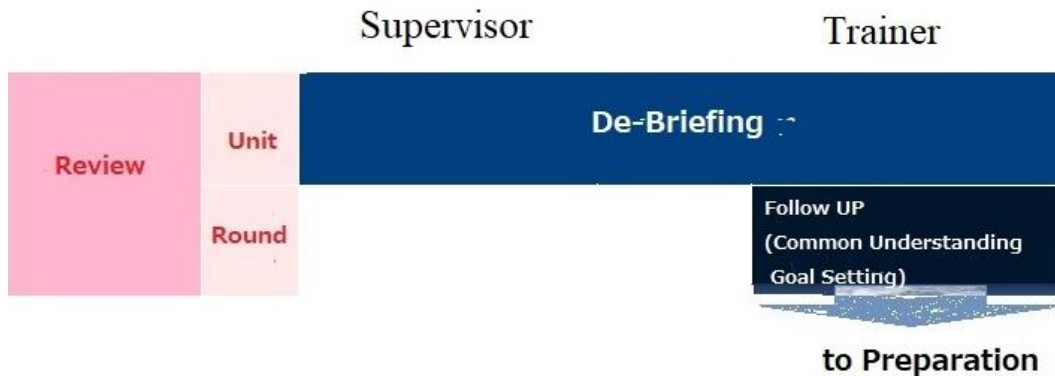 Supervisor
Trainer
Review
Unit
De-Briefing
Round
Follow UP
(Common Understanding
Goal Setting)
to Preparation